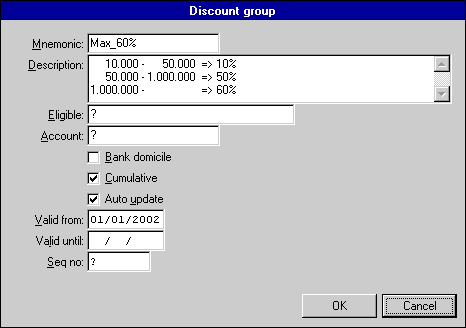 Discount group
Mnemonic: Max_60%
Description: 10.000 - 50.000 => 10%
50.000 - 1.000.000 => 50%
1.000.000 - => 60%
Eligible: ?
Account: ?
Bank domicile
Cumulative
Auto update
Valid from: 01/01/2002
Valid until: / /
Seq no: ?
OK Cancel